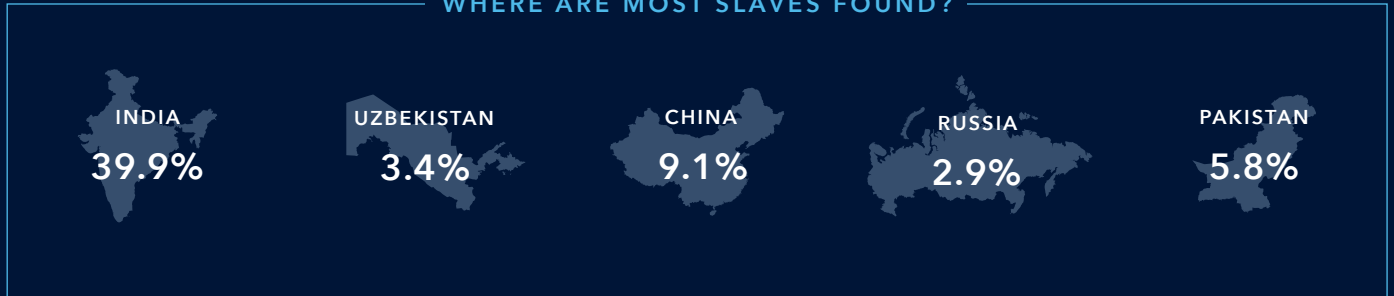 WHERE ARE MOST SLAVES FOUND?
INDIA
39.9%
UZBEKISTAN
3.4%
CHINA
9.1%
RUSSIA
2.9%
PAKISTAN
5.8%